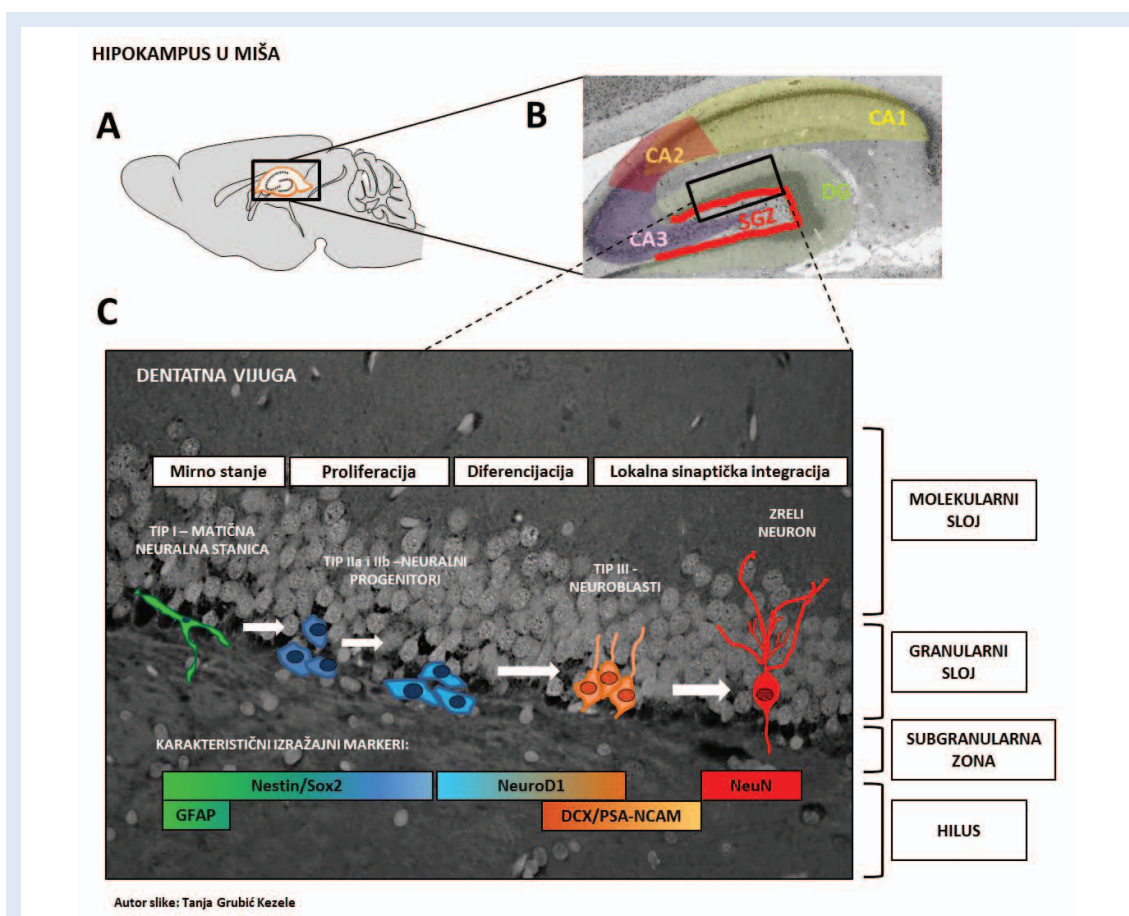 HIPOKAMPUS U MIŠA
A
B
CA1
CA2
DG
SGZ
CA3
C
DENTATNA VIJUGA
Mirno stanje
Proliferacija
Diferencijacija
Lokalna sinaptička integracija
TIP I – MATIČNA
NEURALNA STANICA
TIP IIa i IIb –NEURALNI
PROGENITORI
TIP III -
NEUROBLASTI
ZRELI
NEURON
MOLEKULARNI
SLOJ
GRANULARNI
SLOJ
SUBGRANULARNA
ZONA
HILUS
KARAKTERISTIČNI IZRAŽAJNI MARKERI:
Nestin/Sox2
NeuroD1
NeuN
GFAP
DCX/PSA-NCAM
Autor slike: Tanja Grubić Kezele